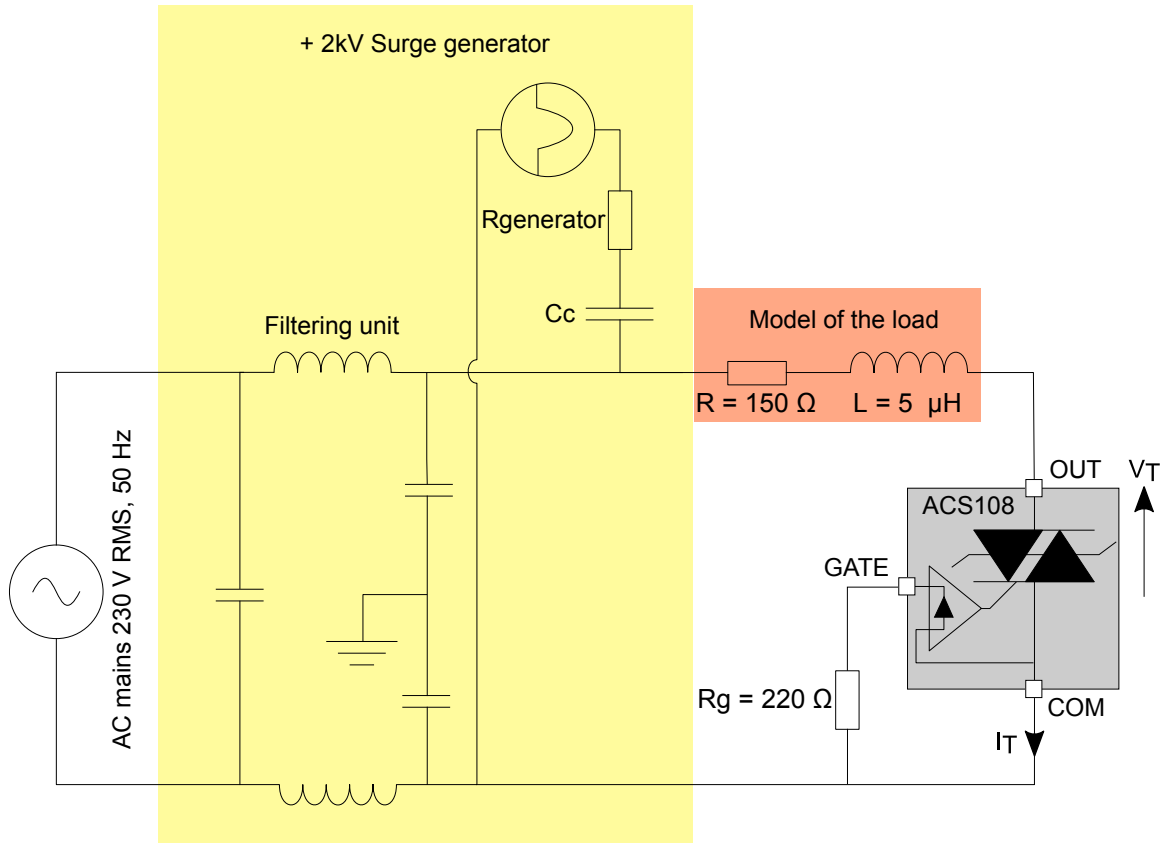 + 2kV Surge generator
Rgenerator
Cc
Filtering unit
Model of the load
R = 150 Ω
L = 5 µH
AC mains 230 V RMS, 50 Hz
OUT
VT
ACS108
GATE
Rg = 220 Ω
COM
IT